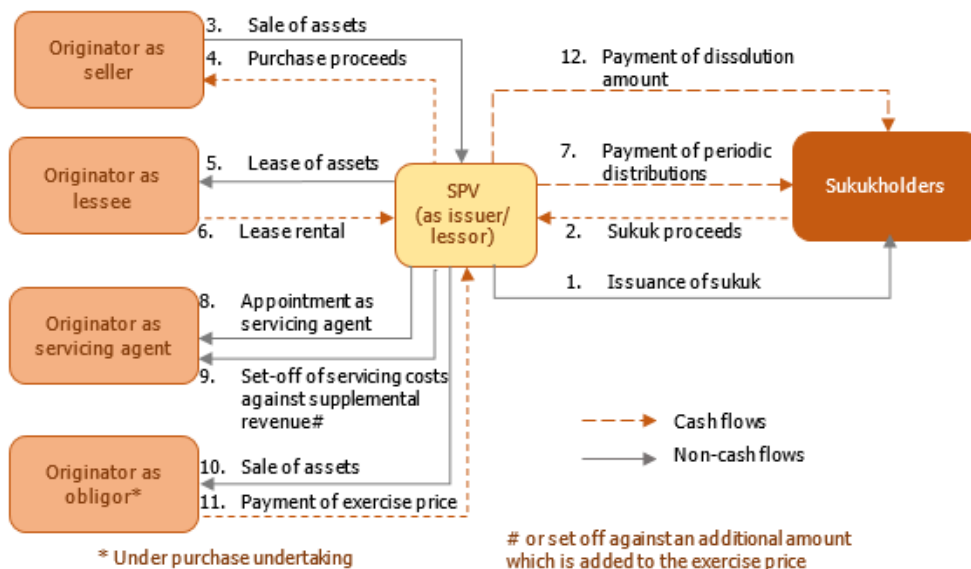 3. Sale of assets
Originator as
seller
4. Purchase proceeds
12. Payment of dissolution
amount
5. Lease of assets
Originator as
lessee
6. Lease rental
SPV
(as issuer/
lessor)
7. Payment of periodic
distributions
Sukukholders
2. Sukuk proceeds
1. Issuance of sukuk
8. Appointment as
servicing agent
Originator as
servicing agent
9. Set-off of servicing costs
against supplemental
revenue#
10. Sale of assets
Originator as
obligor*
11. Payment of exercise price
Cash flows
Non-cash flows
* Under purchase undertaking
# or set off against an additional amount
which is added to the exercise price